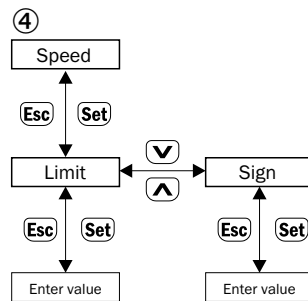 ④
Speed
Esc Set
Limit Sign
Esc Set Esc Set
Enter value Enter value